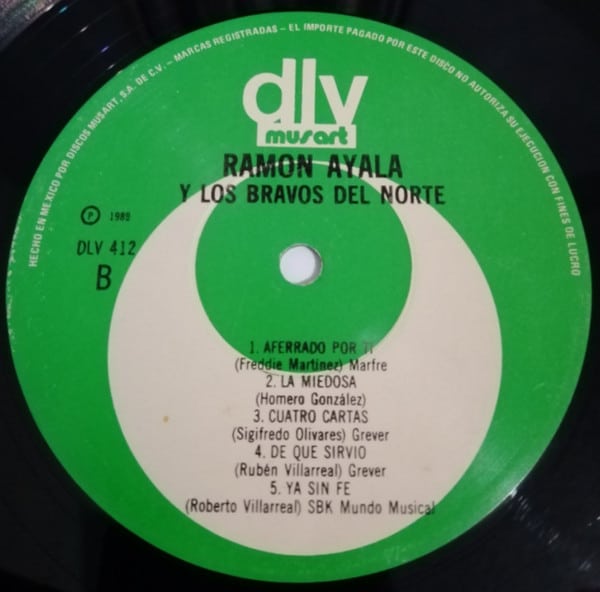 HECHO EN MEXICO POR DISCOS MUSART, S.A. DE C.V. – MARCAS REGISTRADAS – EL IMPORTE PAGADO POR ESTE DISCO NO AUTORIZA SU EJECUCION CON FINES DE LUCRO
dlv
musart
RAMON AYALA
Y LOS BRAVOS DEL NORTE
Ⓟ 1989
DLV 412
B
1. AFERRADO POR TI
(Freddie Martínez) Marfre
2. LA MIEDOSA
(Homero González)
3. CUATRO CARTAS
(Sigifredo Olivares) Grever
4. DE QUE SIRVIO
(Rubén Villarreal) Grever
5. YA SIN FE
(Roberto Villarreal) SBK Mundo Musical